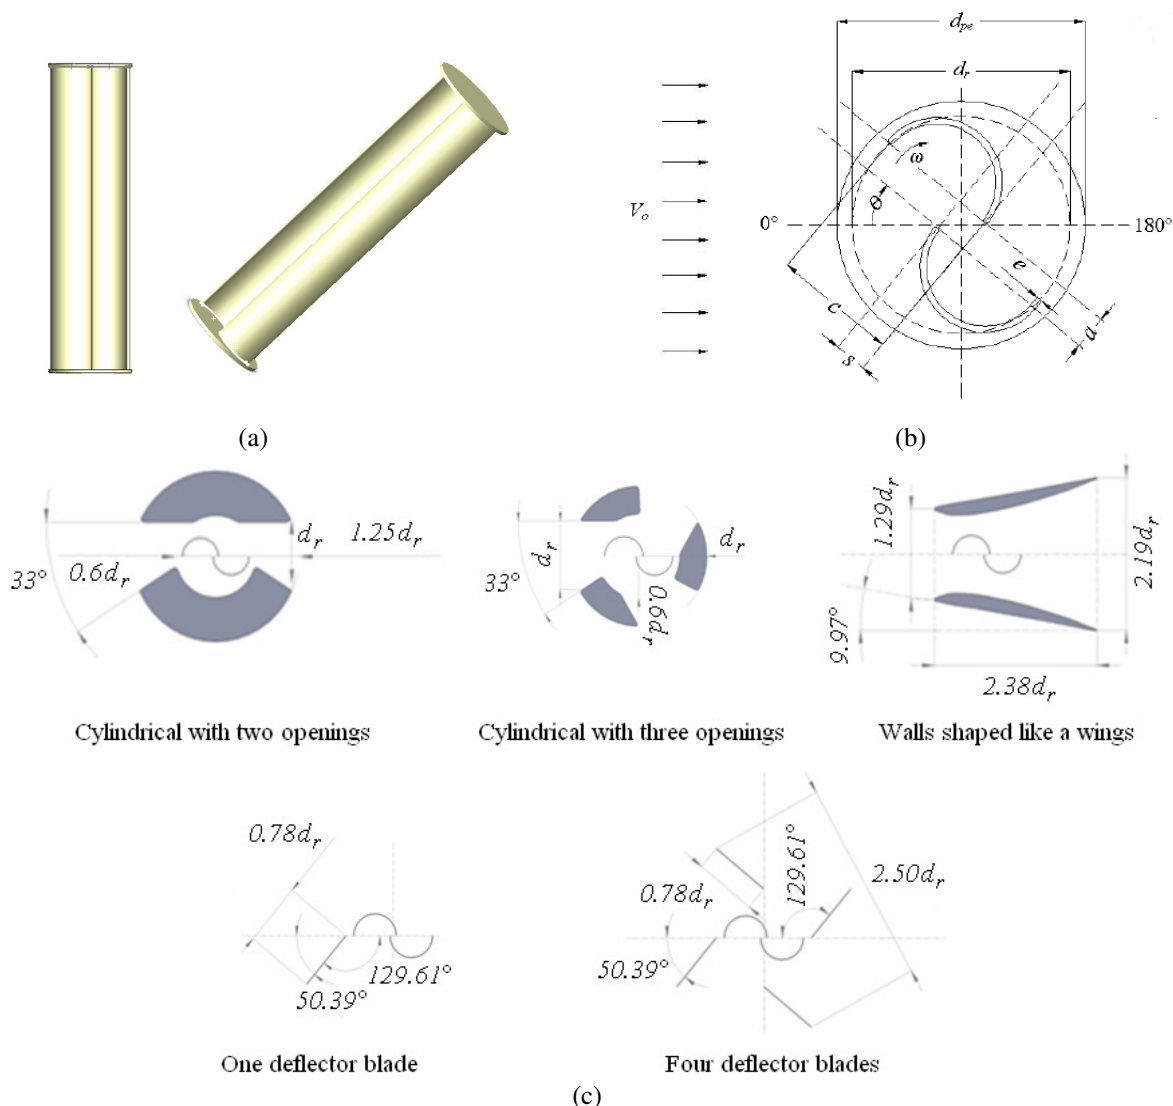 d_pe
d_r
V_o
0°
180°
ω
θ
e
c
s
a
(a)
(b)
33°
0.6d_r
d_r
1.25d_r
33°
d_r
0.6d_r
d_r
1.29d_r
2.19d_r
9.97°
2.38d_r
Cylindrical with two openings
Cylindrical with three openings
Walls shaped like a wings
0.78d_r
129.61°
50.39°
0.78d_r
129.61°
2.50d_r
50.39°
One deflector blade
Four deflector blades
(c)